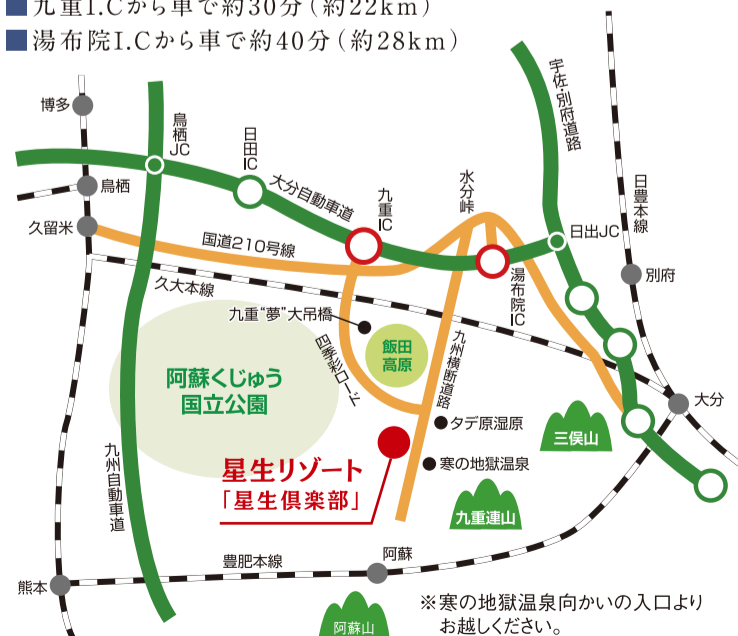 ■九重I.Cから車で約30分（約22km）
■湯布院I.Cから車で約40分（約28km）
博多
鳥栖JC
日田IC
宇佐・別府道路
鳥栖
大分自動車道
九重IC
水分峠
日豊本線
久留米
国道210号線
日出JC
湯布院IC
別府
久大本線
九重“夢”大吊橋
飯田
高原
四季彩ロード
九州横断道路
阿蘇くじゅう
国立公園
大分
タデ原湿原
三俣山
九州自動車道
星生リゾート
「星生倶楽部」
寒の地獄温泉
九重連山
豊肥本線
阿蘇
熊本
阿蘇山
※寒の地獄温泉向かいの入口より
お越しください。